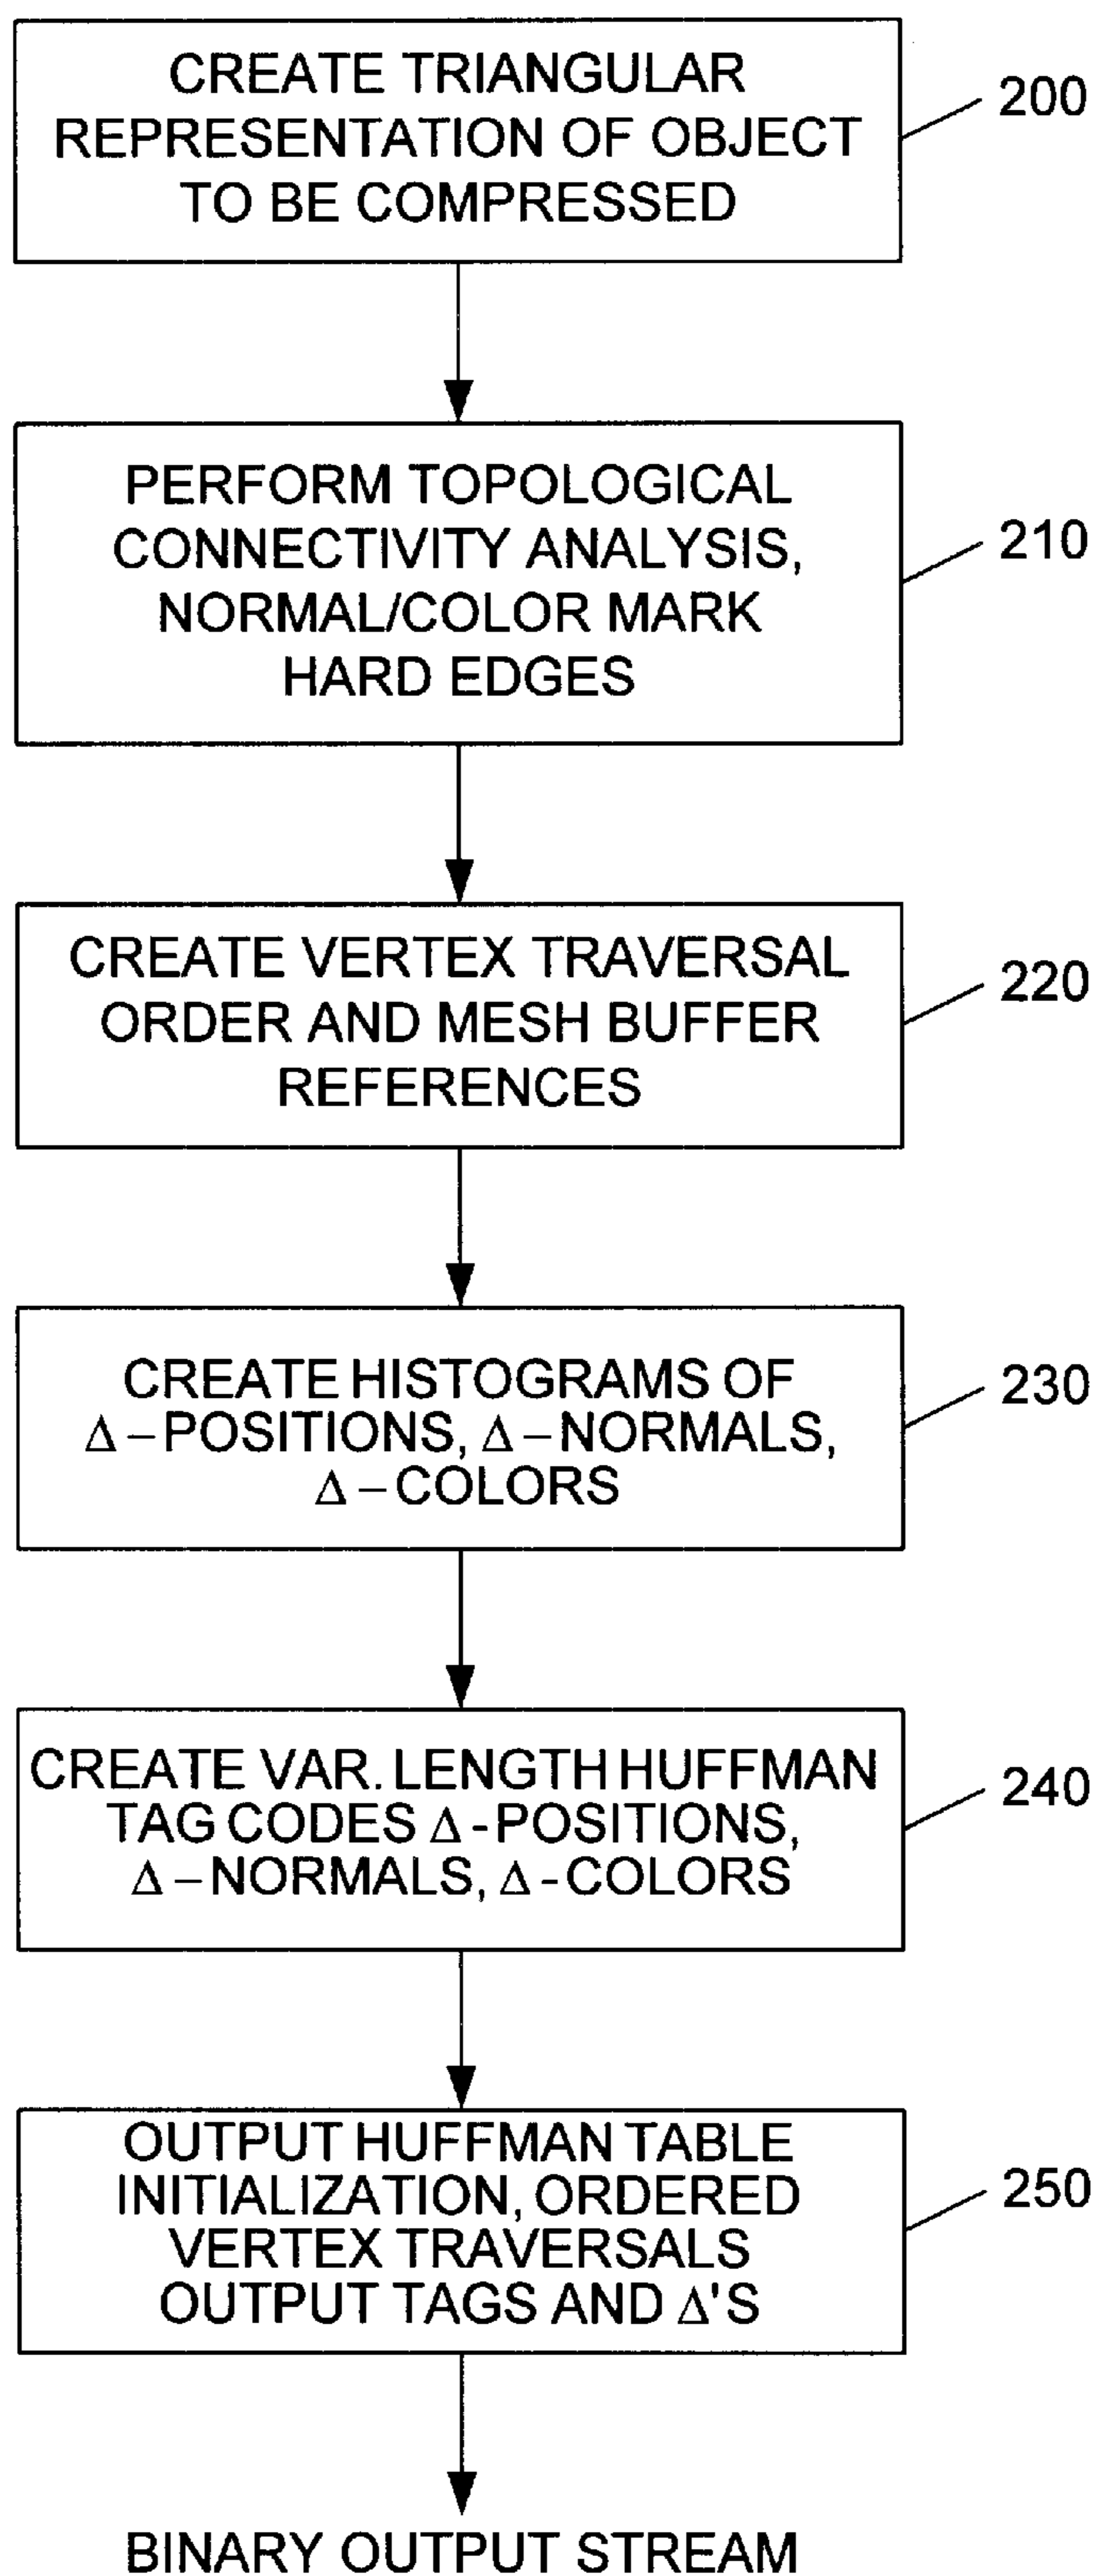 CREATE TRIANGULAR
REPRESENTATION OF OBJECT
TO BE COMPRESSED
200
PERFORM TOPOLOGICAL
CONNECTIVITY ANALYSIS,
NORMAL/COLOR MARK
HARD EDGES
210
CREATE VERTEX TRAVERSAL
ORDER AND MESH BUFFER
REFERENCES
220
CREATE HISTOGRAMS OF
Δ–POSITIONS, Δ–NORMALS,
Δ–COLORS
230
CREATE VAR. LENGTH HUFFMAN
TAG CODES Δ-POSITIONS,
Δ–NORMALS, Δ-COLORS
240
OUTPUT HUFFMAN TABLE
INITIALIZATION, ORDERED
VERTEX TRAVERSALS
OUTPUT TAGS AND Δ'S
250
BINARY OUTPUT STREAM